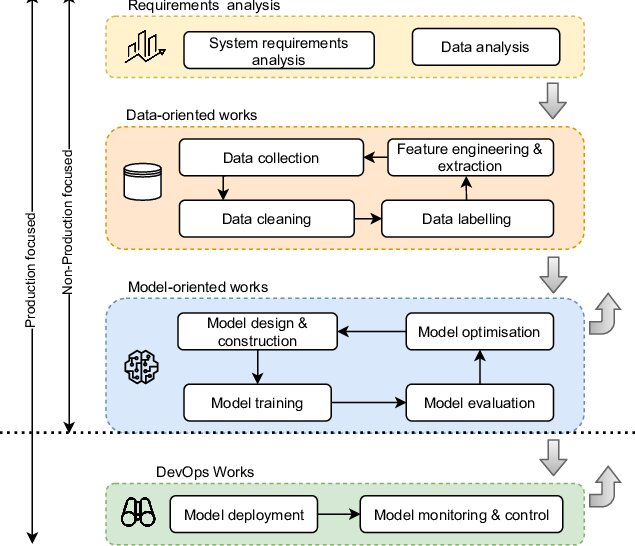 Requirements analysis
System requirements
analysis
Data analysis
Data-oriented works
Data collection
Feature engineering &
extraction
Data cleaning
Data labelling
Model-oriented works
Model design &
construction
Model optimisation
Model training
Model evaluation
DevOps Works
Model deployment
Model monitoring & control
Production focused
Non-Production focused